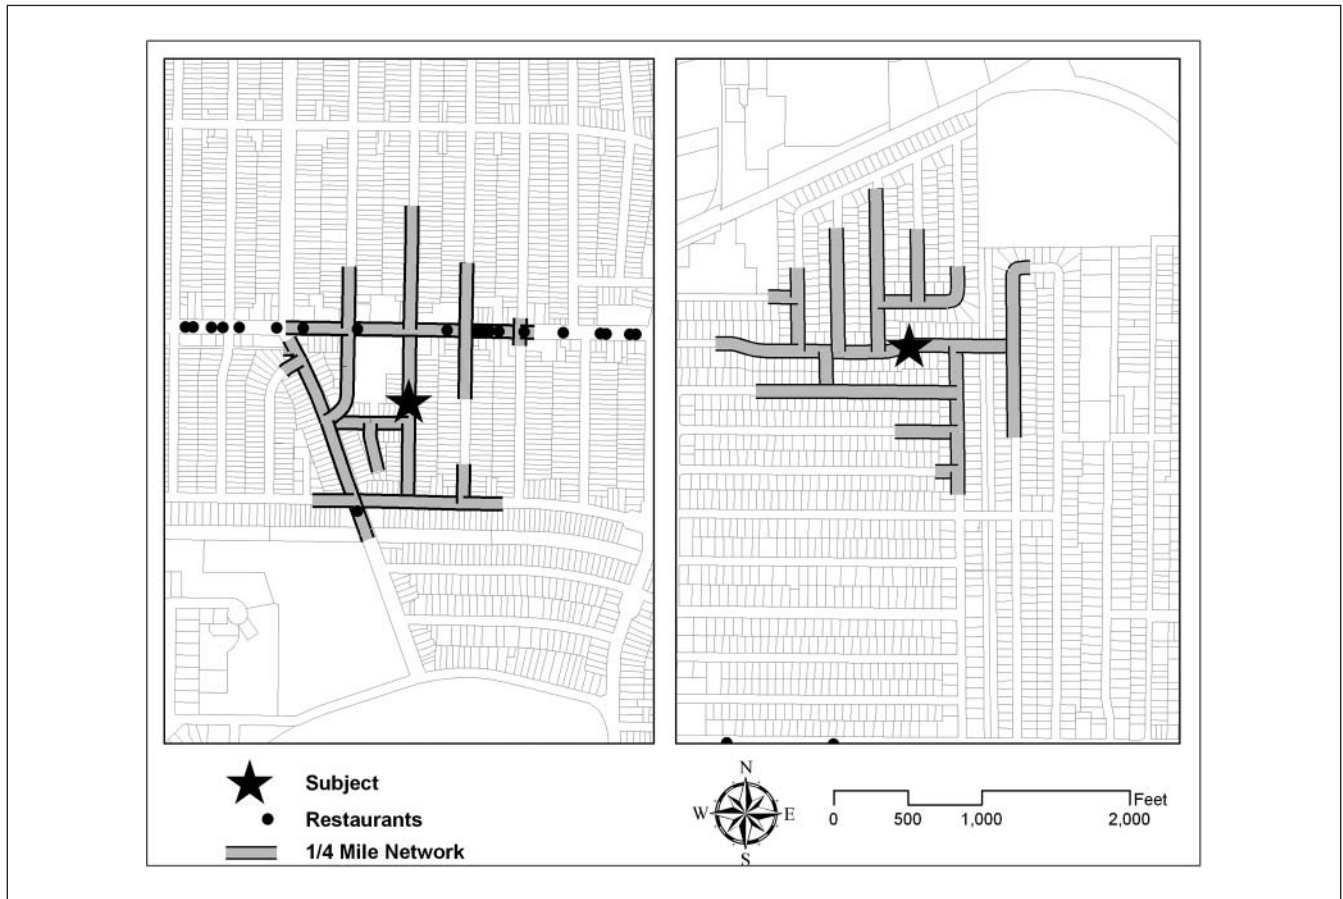 Subject
Restaurants
1/4 Mile Network
N
W E
S
Feet
0 500 1,000 2,000